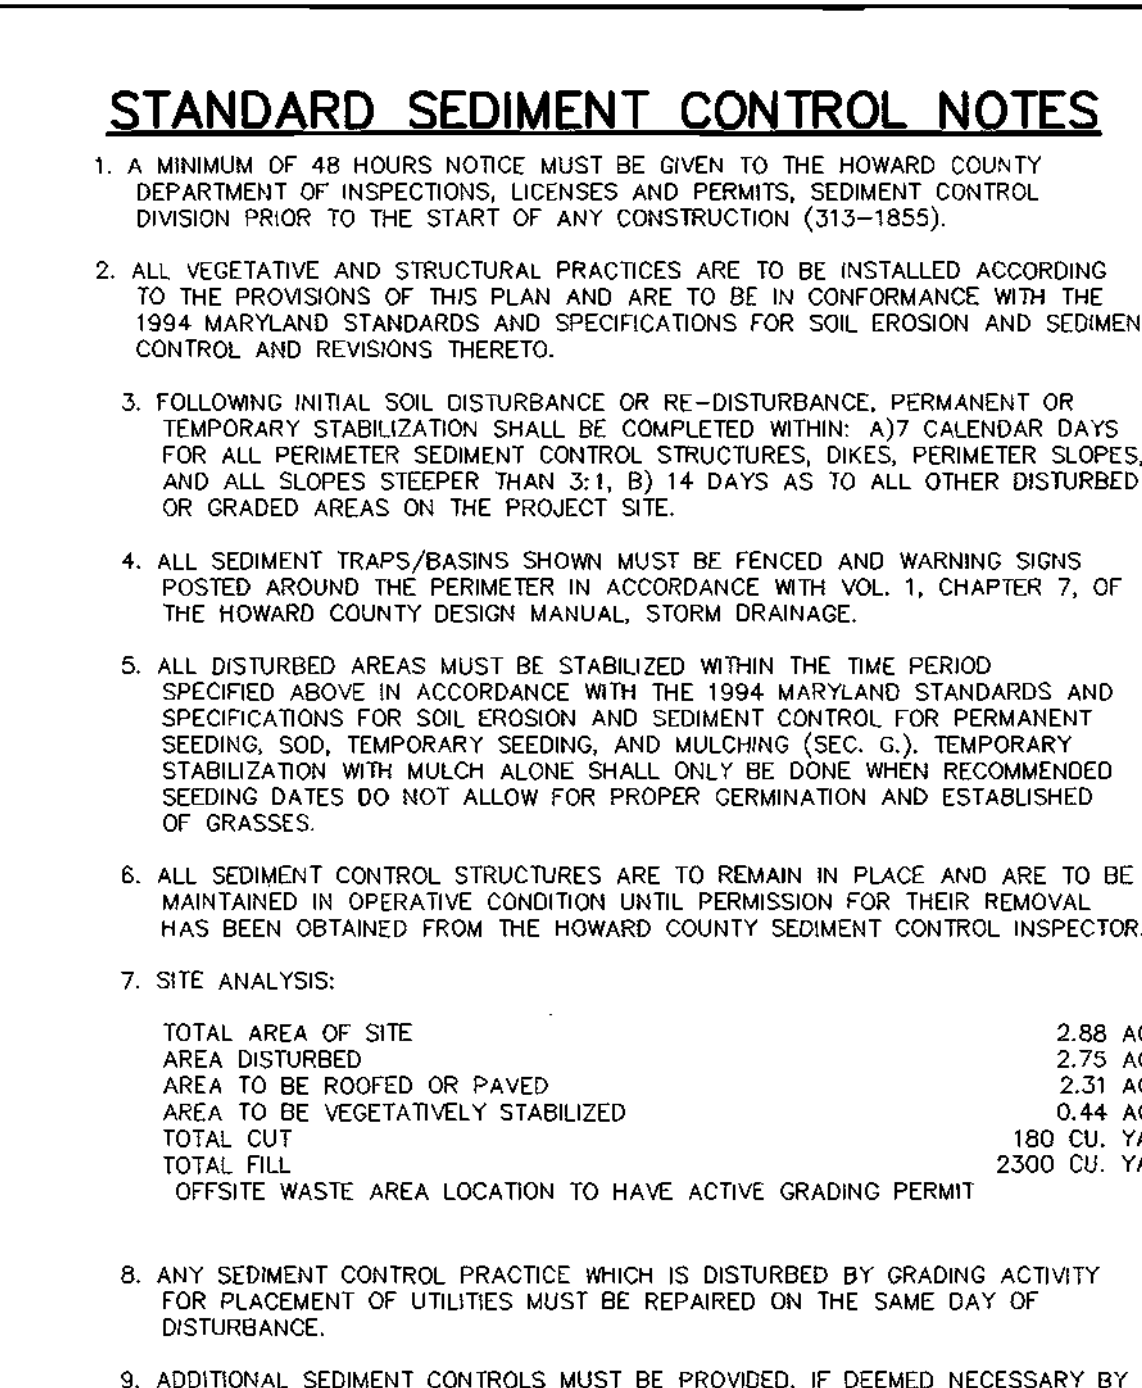 STANDARD SEDIMENT CONTROL NOTES
1. A MINIMUM OF 48 HOURS NOTICE MUST BE GIVEN TO THE HOWARD COUNTY
DEPARTMENT OF INSPECTIONS, LICENSES AND PERMITS, SEDIMENT CONTROL
DIVISION PRIOR TO THE START OF ANY CONSTRUCTION (313-1855).
2. ALL VEGETATIVE AND STRUCTURAL PRACTICES ARE TO BE INSTALLED ACCORDING
TO THE PROVISIONS OF THIS PLAN AND ARE TO BE IN CONFORMANCE WITH THE
1994 MARYLAND STANDARDS AND SPECIFICATIONS FOR SOIL EROSION AND SEDIMEN
CONTROL AND REVISIONS THERETO.
3. FOLLOWING INITIAL SOIL DISTURBANCE OR RE-DISTURBANCE, PERMANENT OR
TEMPORARY STABILIZATION SHALL BE COMPLETED WITHIN: A)7 CALENDAR DAYS
FOR ALL PERIMETER SEDIMENT CONTROL STRUCTURES, DIKES, PERIMETER SLOPES,
AND ALL SLOPES STEEPER THAN 3:1, B) 14 DAYS AS TO ALL OTHER DISTURBED
OR GRADED AREAS ON THE PROJECT SITE.
4. ALL SEDIMENT TRAPS/BASINS SHOWN MUST BE FENCED AND WARNING SIGNS
POSTED AROUND THE PERIMETER IN ACCORDANCE WITH VOL. 1, CHAPTER 7, OF
THE HOWARD COUNTY DESIGN MANUAL, STORM DRAINAGE.
5. ALL DISTURBED AREAS MUST BE STABILIZED WITHIN THE TIME PERIOD
SPECIFIED ABOVE IN ACCORDANCE WITH THE 1994 MARYLAND STANDARDS AND
SPECIFICATIONS FOR SOIL EROSION AND SEDIMENT CONTROL FOR PERMANENT
SEEDING, SOD, TEMPORARY SEEDING, AND MULCHING (SEC. G.). TEMPORARY
STABILIZATION WITH MULCH ALONE SHALL ONLY BE DONE WHEN RECOMMENDED
SEEDING DATES DO NOT ALLOW FOR PROPER GERMINATION AND ESTABLISHED
OF GRASSES.
6. ALL SEDIMENT CONTROL STRUCTURES ARE TO REMAIN IN PLACE AND ARE TO BE
MAINTAINED IN OPERATIVE CONDITION UNTIL PERMISSION FOR THEIR REMOVAL
HAS BEEN OBTAINED FROM THE HOWARD COUNTY SEDIMENT CONTROL INSPECTOR.
7. SITE ANALYSIS:
TOTAL AREA OF SITE 2.88 AC
AREA DISTURBED 2.75 AC
AREA TO BE ROOFED OR PAVED 2.31 AC
AREA TO BE VEGETATIVELY STABILIZED 0.44 AC
TOTAL CUT 180 CU. YA
TOTAL FILL 2300 CU. YA
OFFSITE WASTE AREA LOCATION TO HAVE ACTIVE GRADING PERMIT
8. ANY SEDIMENT CONTROL PRACTICE WHICH IS DISTURBED BY GRADING ACTIVITY
FOR PLACEMENT OF UTILITIES MUST BE REPAIRED ON THE SAME DAY OF
DISTURBANCE.
9. ADDITIONAL SEDIMENT CONTROLS MUST BE PROVIDED, IF DEEMED NECESSARY BY